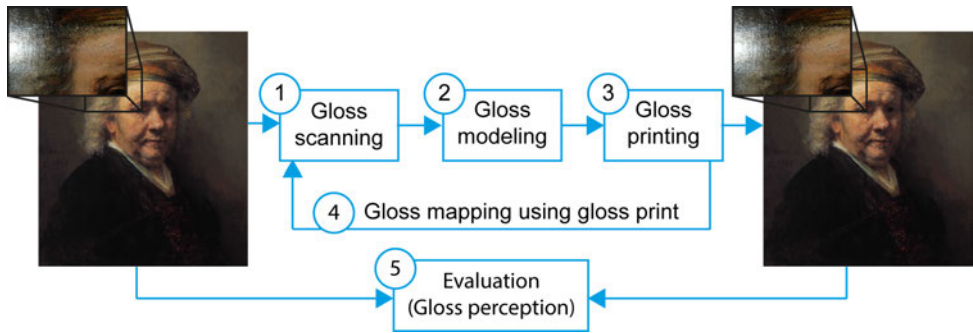 1
Gloss
scanning
2
Gloss
modeling
3
Gloss
printing
4
Gloss mapping using gloss print
5
Evaluation
(Gloss perception)